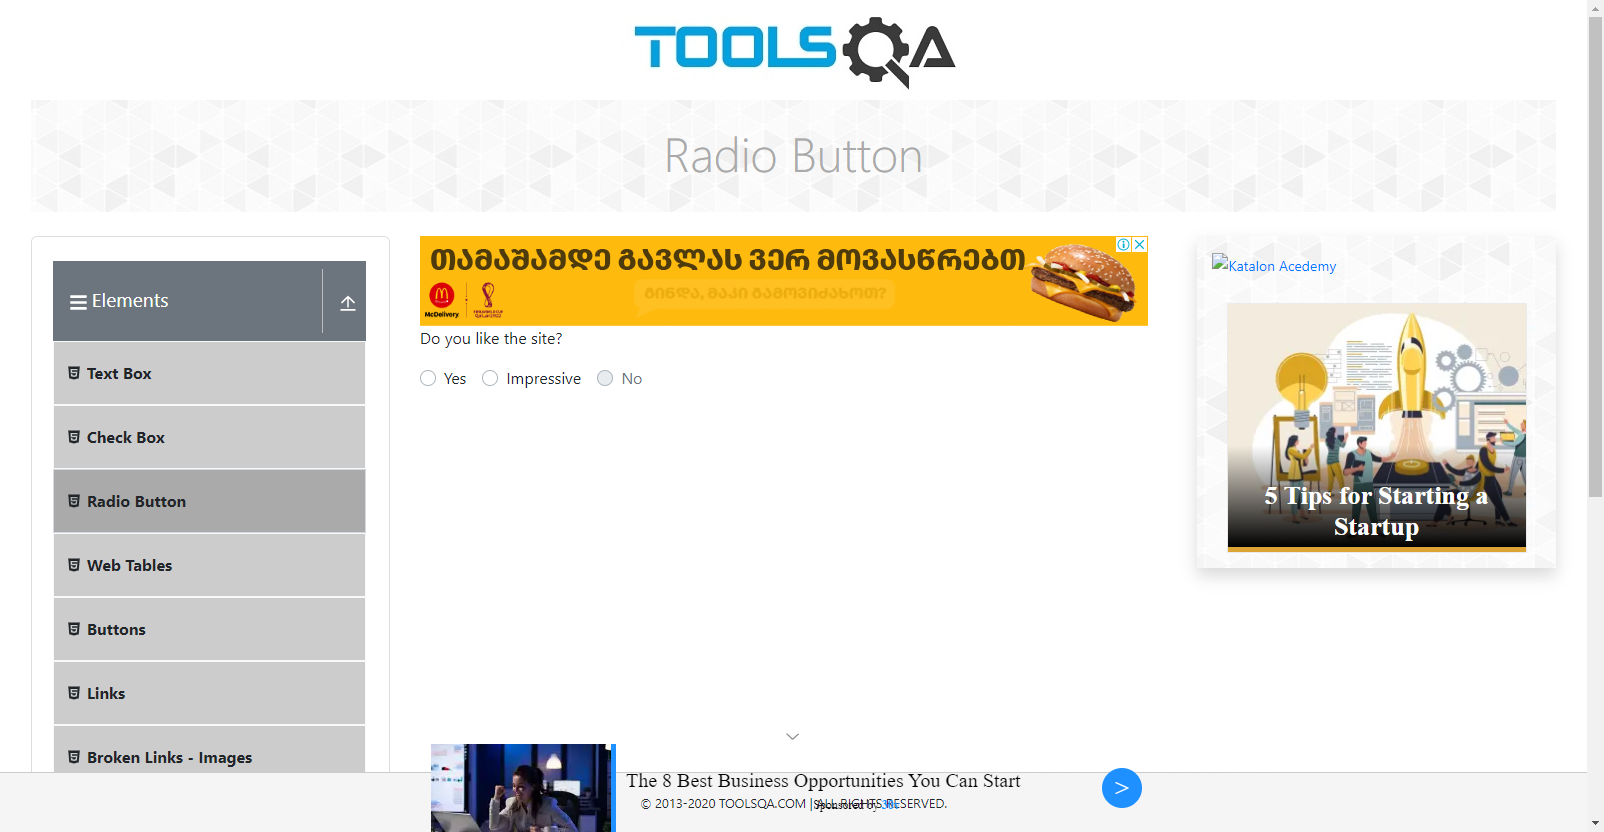 TOOLSQA
Radio Button
Elements
Text Box
Check Box
Radio Button
Web Tables
Buttons
Links
Broken Links - Images
თამაშამდე გავლას ვერ მოვასწრებთ
გინდა, მაკი გამოვიძახოთ?
McDelivery
Do you like the site?
Yes
Impressive
No
Katalon Acedemy
5 Tips for Starting a
Startup
The 8 Best Business Opportunities You Can Start
© 2013-2020 TOOLSQA.COM | ALL RIGHTS RESERVED.
Sponsored by
>